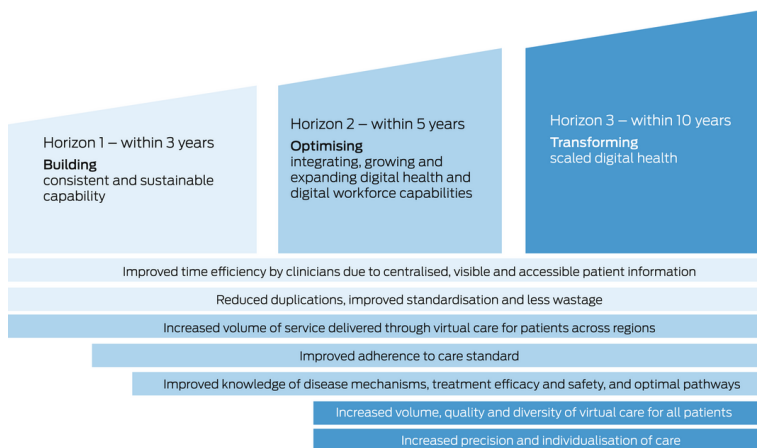 Horizon 1 – within 3 years
Building
consistent and sustainable
capability
Horizon 2 – within 5 years
Optimising
integrating, growing and
expanding digital health and
digital workforce capabilities
Horizon 3 – within 10 years
Transforming
scaled digital health
Improved time efficiency by clinicians due to centralised, visible and accessible patient information
Reduced duplications, improved standardisation and less wastage
Increased volume of service delivered through virtual care for patients across regions
Improved adherence to care standard
Improved knowledge of disease mechanisms, treatment efficacy and safety, and optimal pathways
Increased volume, quality and diversity of virtual care for all patients
Increased precision and individualisation of care